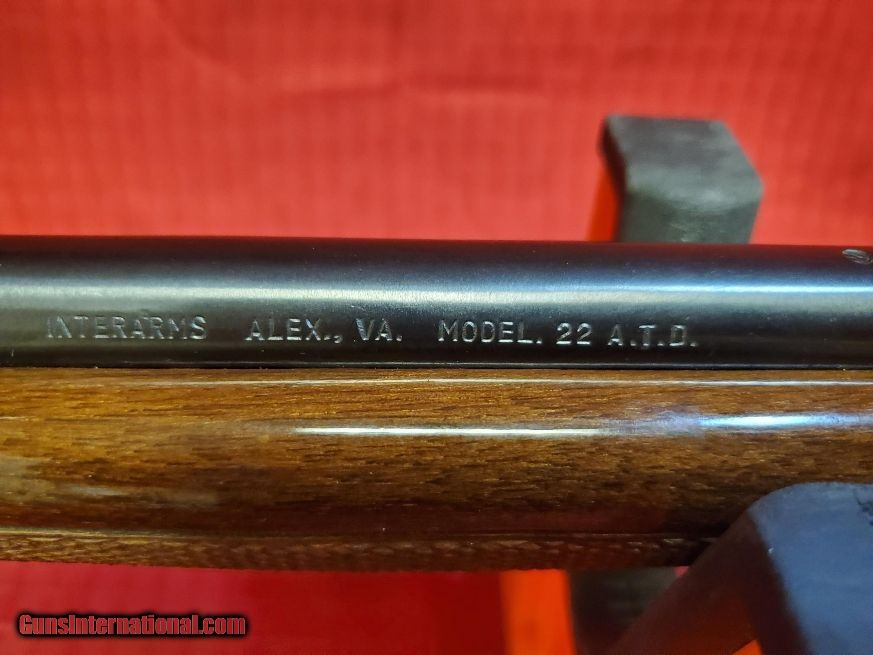 INTERARMS ALEX., VA. MODEL. 22 A.T.D.
GunsInternational.com